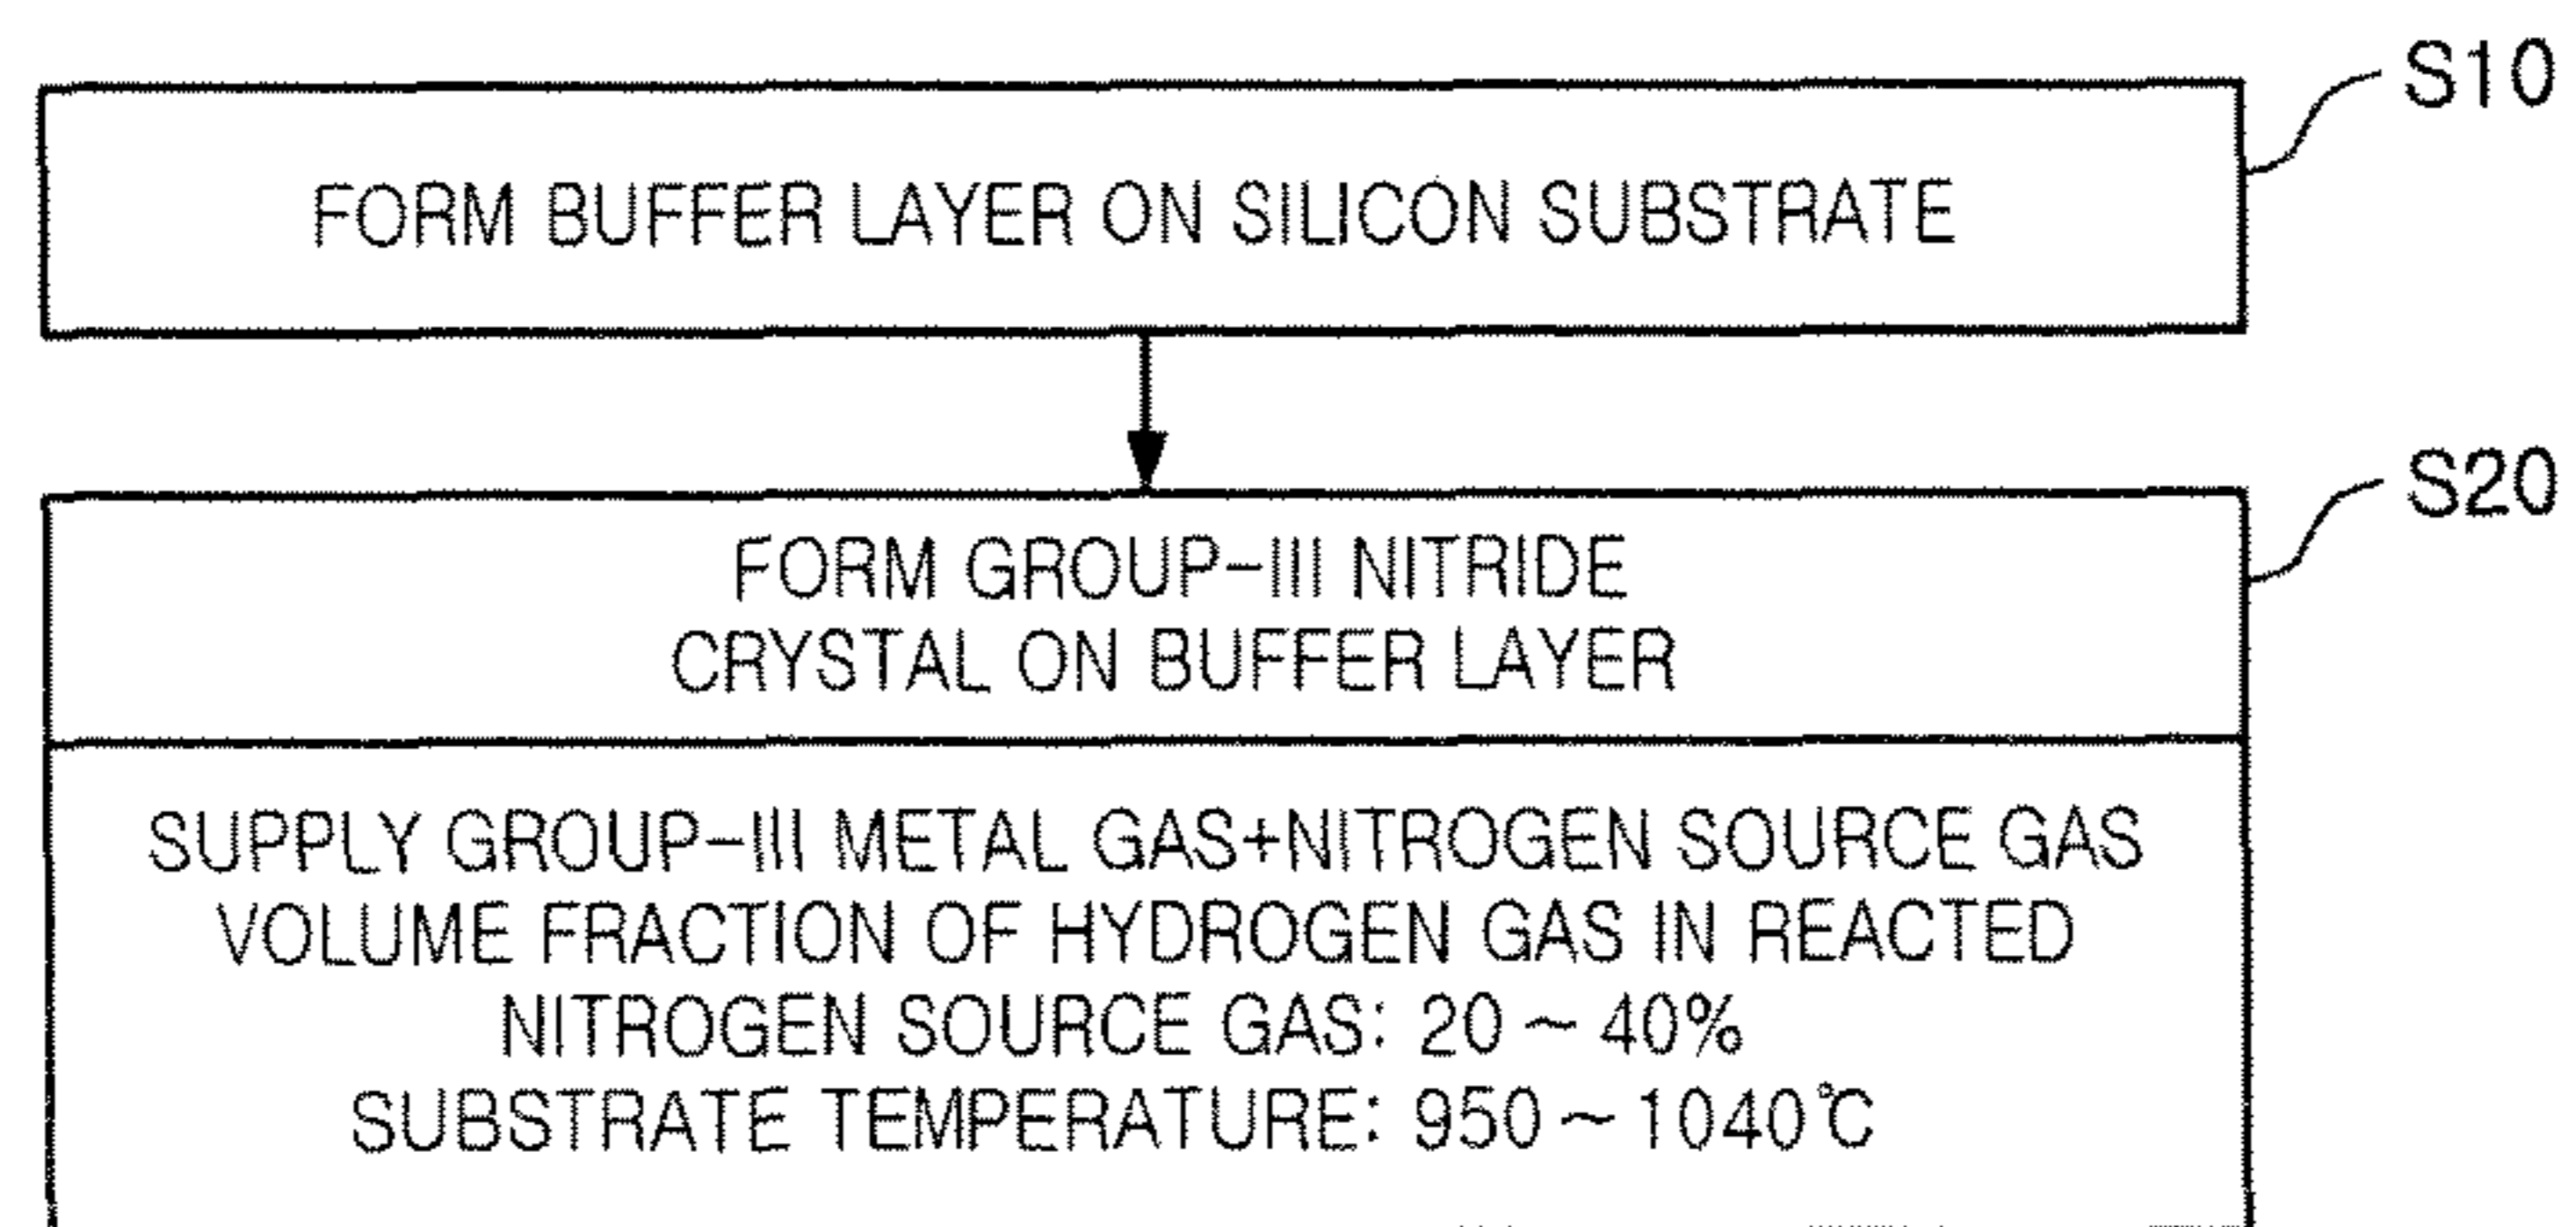 S10
FORM BUFFER LAYER ON SILICON SUBSTRATE
S20
FORM GROUP-III NITRIDE
CRYSTAL ON BUFFER LAYER
SUPPLY GROUP-III METAL GAS+NITROGEN SOURCE GAS
VOLUME FRACTION OF HYDROGEN GAS IN REACTED
NITROGEN SOURCE GAS: 20~40%
SUBSTRATE TEMPERATURE: 950~1040℃